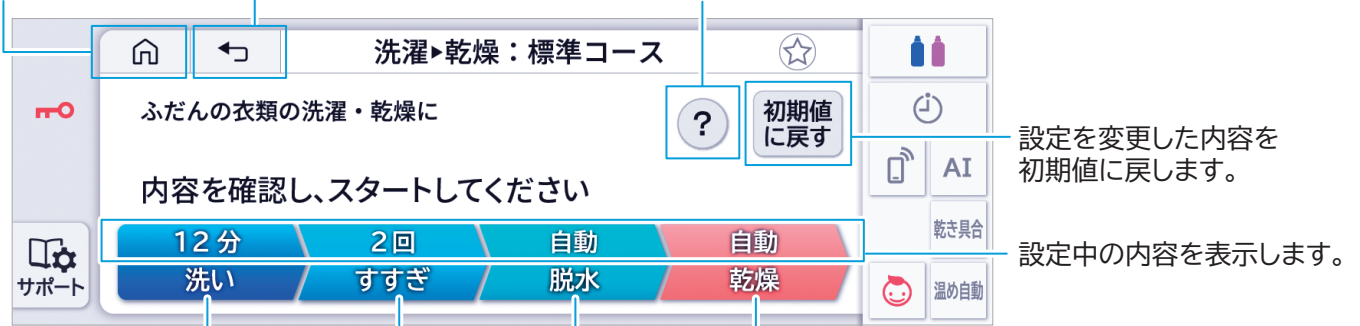 洗濯▶乾燥：標準コース
ふだんの衣類の洗濯・乾燥に
?
初期値
に戻す
設定を変更した内容を
初期値に戻します。
AI
内容を確認し、スタートしてください
乾き具合
12分 2回 自動 自動
設定中の内容を表示します。
洗い すすぎ 脱水 乾燥
サポート
温め自動